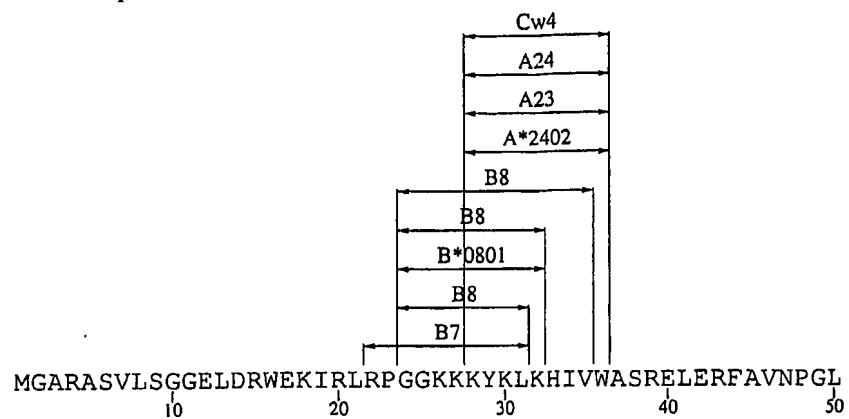 Cw4
A24
A23
A*2402
B8
B8
B*0801
B8
B7
MGARASVLSGGELDRWEKIRLRPGGKKKYKLKHIVWASRELERFAVNPGL
10 20 30 40 50